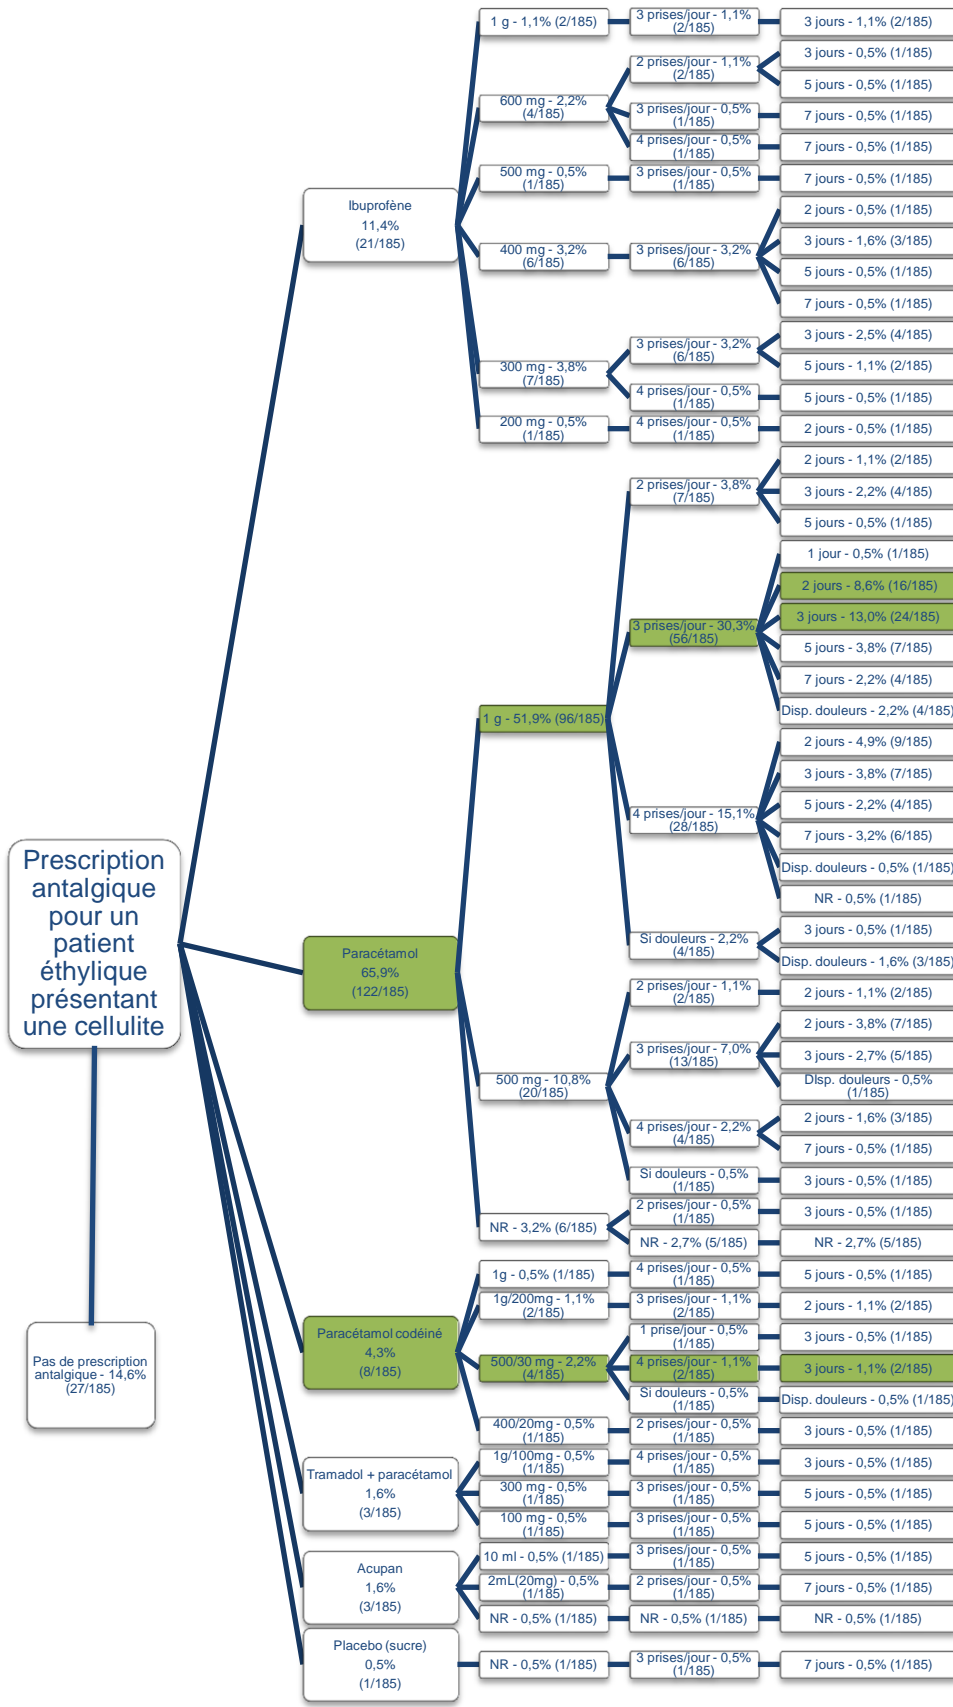 Prescription
antalgique
pour un
patient
éthylique
présentant
une cellulite
Pas de prescription
antalgique - 14,6%
(27/185)
Ibuprofène
11,4%
(21/185)
1 g - 1,1% (2/185)
3 prises/jour - 1,1%
(2/185)
3 jours - 1,1% (2/185)
600 mg - 2,2%
(4/185)
2 prises/jour - 1,1%
(2/185)
3 jours - 0,5% (1/185)
5 jours - 0,5% (1/185)
3 prises/jour - 0,5%
(1/185)
7 jours - 0,5% (1/185)
4 prises/jour - 0,5%
(1/185)
7 jours - 0,5% (1/185)
500 mg - 0,5%
(1/185)
3 prises/jour - 0,5%
(1/185)
7 jours - 0,5% (1/185)
400 mg - 3,2%
(6/185)
3 prises/jour - 3,2%
(6/185)
2 jours - 0,5% (1/185)
3 jours - 1,6% (3/185)
5 jours - 0,5% (1/185)
7 jours - 0,5% (1/185)
300 mg - 3,8%
(7/185)
3 prises/jour - 3,2%
(6/185)
3 jours - 2,5% (4/185)
5 jours - 1,1% (2/185)
4 prises/jour - 0,5%
(1/185)
5 jours - 0,5% (1/185)
200 mg - 0,5%
(1/185)
4 prises/jour - 0,5%
(1/185)
2 jours - 0,5% (1/185)
Paracétamol
65,9%
(122/185)
1 g - 51,9% (96/185)
2 prises/jour - 3,8%
(7/185)
2 jours - 1,1% (2/185)
3 jours - 2,2% (4/185)
5 jours - 0,5% (1/185)
3 prises/jour - 30,3%
(56/185)
1 jour - 0,5% (1/185)
2 jours - 8,6% (16/185)
3 jours - 13,0% (24/185)
5 jours - 3,8% (7/185)
7 jours - 2,2% (4/185)
Disp. douleurs - 2,2% (4/185)
4 prises/jour - 15,1%
(28/185)
2 jours - 4,9% (9/185)
3 jours - 3,8% (7/185)
5 jours - 2,2% (4/185)
7 jours - 3,2% (6/185)
Disp. douleurs - 0,5% (1/185)
NR - 0,5% (1/185)
Si douleurs - 2,2%
(4/185)
3 jours - 0,5% (1/185)
Disp. douleurs - 1,6% (3/185)
500 mg - 10,8%
(20/185)
2 prises/jour - 1,1%
(2/185)
2 jours - 1,1% (2/185)
3 prises/jour - 7,0%
(13/185)
2 jours - 3,8% (7/185)
3 jours - 2,7% (5/185)
DIsp. douleurs - 0,5%
(1/185)
4 prises/jour - 2,2%
(4/185)
2 jours - 1,6% (3/185)
7 jours - 0,5% (1/185)
Si douleurs - 0,5%
(1/185)
3 jours - 0,5% (1/185)
NR - 3,2% (6/185)
2 prises/jour - 0,5%
(1/185)
3 jours - 0,5% (1/185)
NR - 2,7% (5/185)
NR - 2,7% (5/185)
Paracétamol codéiné
4,3%
(8/185)
1g - 0,5% (1/185)
4 prises/jour - 0,5%
(1/185)
5 jours - 0,5% (1/185)
1g/200mg - 1,1%
(2/185)
3 prises/jour - 1,1%
(2/185)
2 jours - 1,1% (2/185)
500/30 mg - 2,2%
(4/185)
1 prise/jour - 0,5%
(1/185)
3 jours - 0,5% (1/185)
4 prises/jour - 1,1%
(2/185)
3 jours - 1,1% (2/185)
Si douleurs - 0,5%
(1/185)
Disp. douleurs - 0,5% (1/185)
400/20mg - 0,5%
(1/185)
2 prises/jour - 0,5%
(1/185)
3 jours - 0,5% (1/185)
Tramadol + paracétamol
1,6%
(3/185)
1g/100mg - 0,5%
(1/185)
4 prises/jour - 0,5%
(1/185)
3 jours - 0,5% (1/185)
300 mg - 0,5%
(1/185)
3 prises/jour - 0,5%
(1/185)
5 jours - 0,5% (1/185)
100 mg - 0,5%
(1/185)
3 prises/jour - 0,5%
(1/185)
5 jours - 0,5% (1/185)
Acupan
1,6%
(3/185)
10 ml - 0,5% (1/185)
3 prises/jour - 0,5%
(1/185)
5 jours - 0,5% (1/185)
2mL(20mg) - 0,5%
(1/185)
2 prises/jour - 0,5%
(1/185)
7 jours - 0,5% (1/185)
NR - 0,5% (1/185)
NR - 0,5% (1/185)
NR - 0,5% (1/185)
Placebo (sucre)
0,5%
(1/185)
NR - 0,5% (1/185)
3 prises/jour - 0,5%
(1/185)
7 jours - 0,5% (1/185)